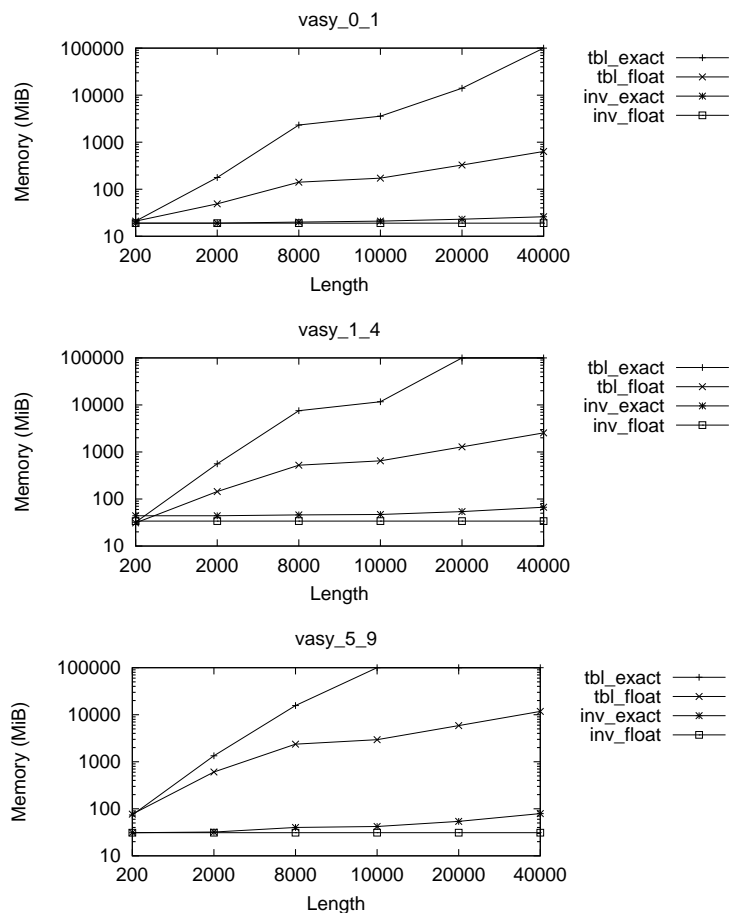 vasy_0_1
Memory (MiB)
100000
10000
1000
100
10
200 2000 8000 10000 20000 40000
Length
tbl_exact
tbl_float
inv_exact
inv_float
vasy_1_4
Memory (MiB)
100000
10000
1000
100
10
200 2000 8000 10000 20000 40000
Length
tbl_exact
tbl_float
inv_exact
inv_float
vasy_5_9
Memory (MiB)
100000
10000
1000
100
10
200 2000 8000 10000 20000 40000
Length
tbl_exact
tbl_float
inv_exact
inv_float